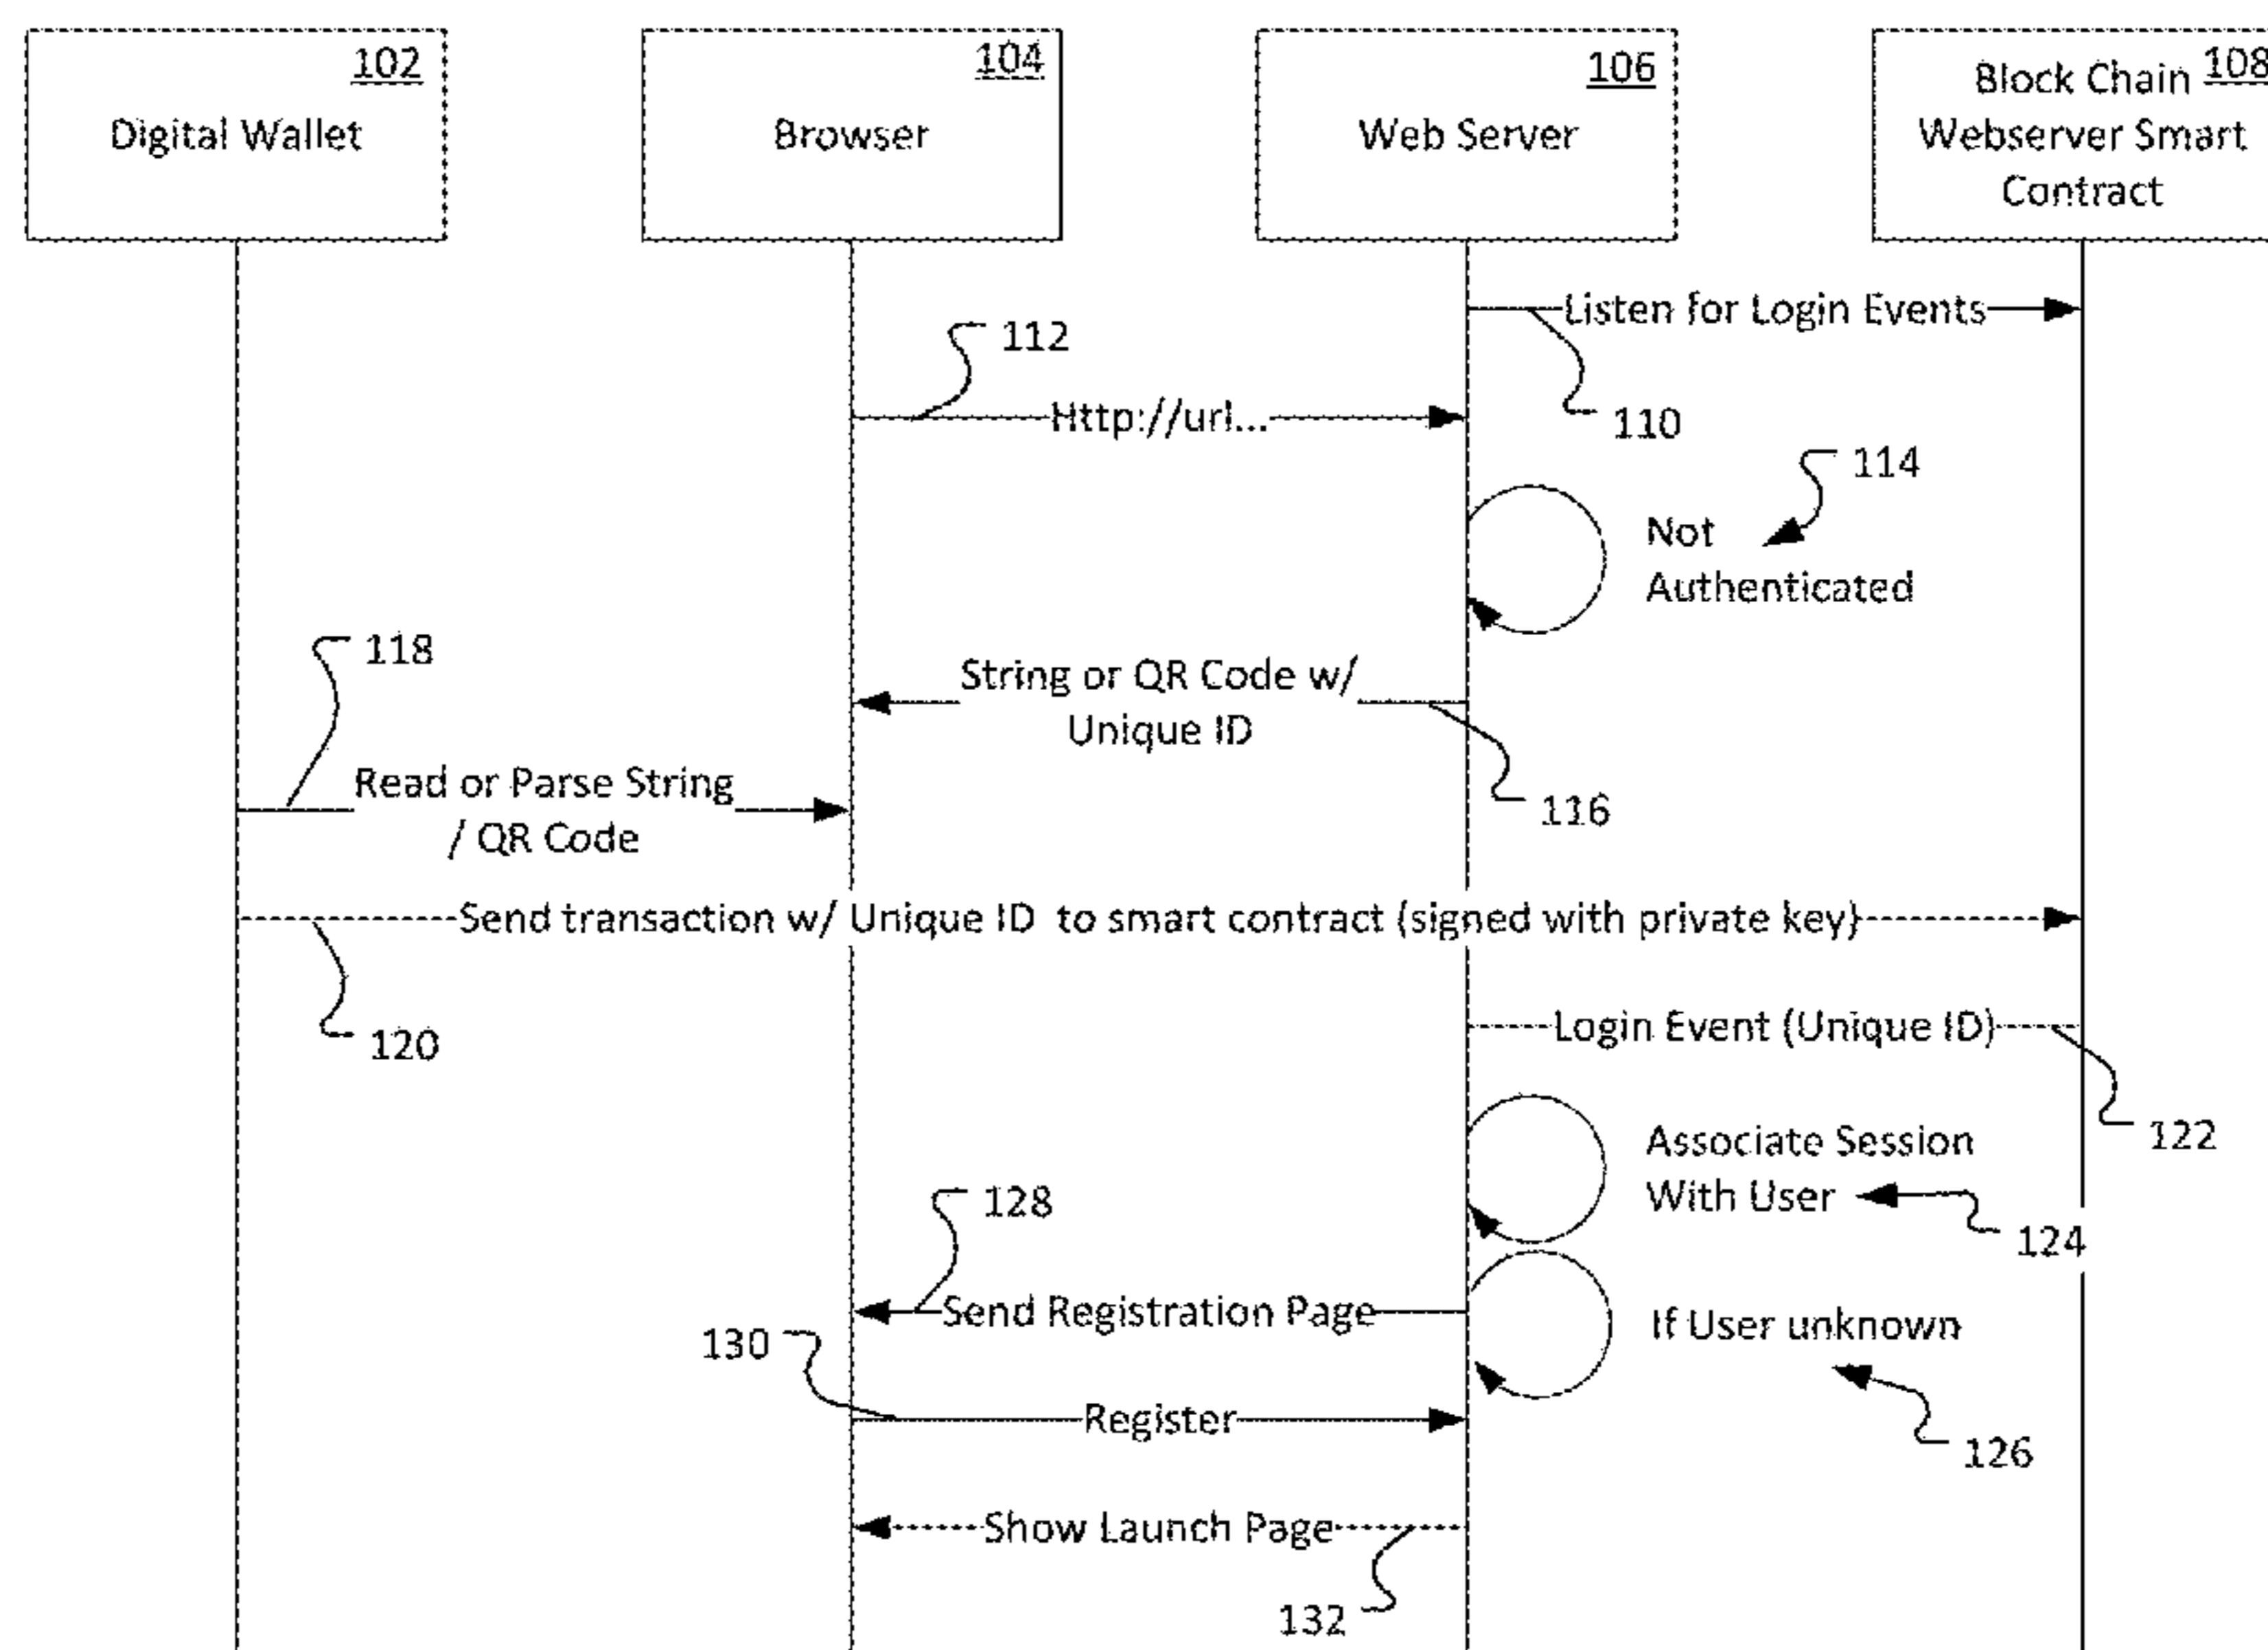 102
Digital Wallet
104
Browser
106
Web Server
Block Chain 108
Webserver Smart
Contract
Listen for Login Events
110
112
Http://url...
114
Not
Authenticated
String or QR Code w/
Unique ID
116
118
Read or Parse String
/ QR Code
Send transaction w/ Unique ID to smart contract (signed with private key)
120
Login Event (Unique ID)
122
Associate Session
With User
124
128
Send Registration Page
If User unknown
126
130
Register
Show Launch Page
132